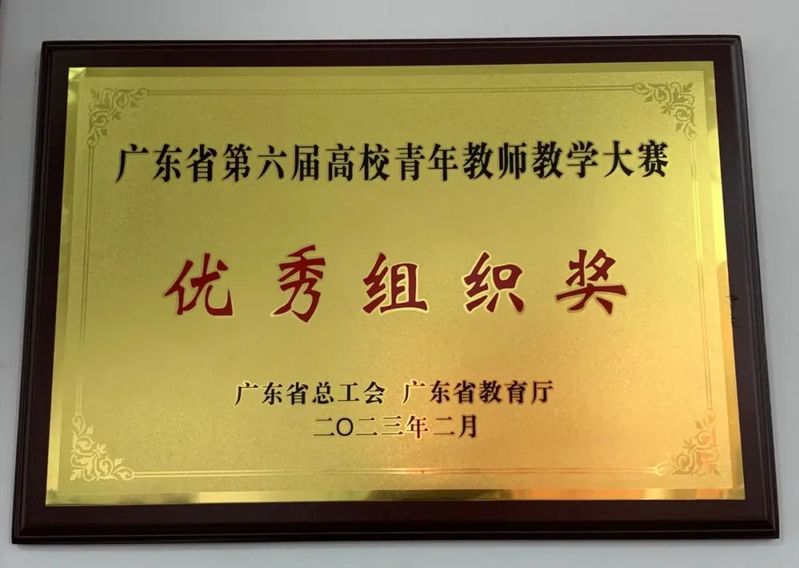 广东省第六届高校青年教师教学大赛
优秀组织奖
广东省总工会 广东省教育厅
二〇二三年二月